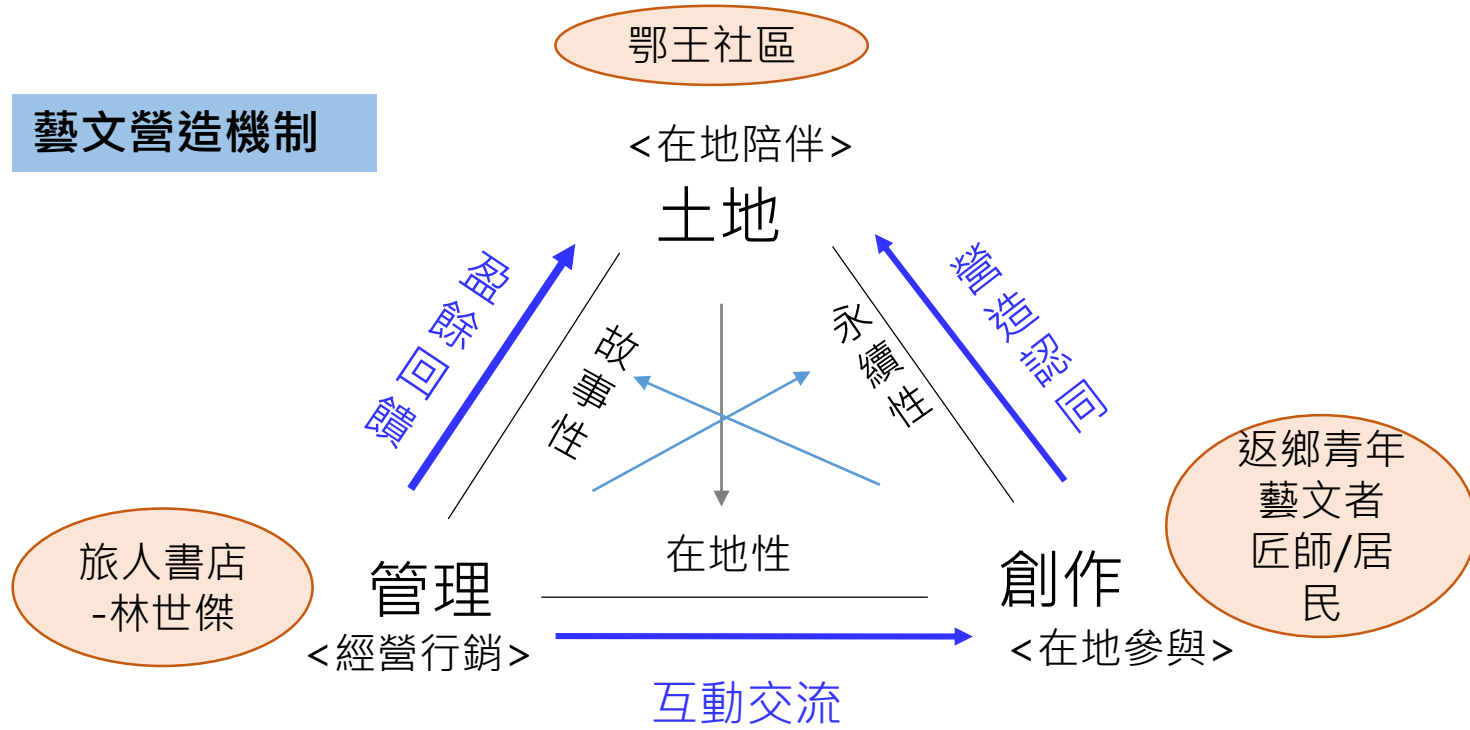 鄂王社區
藝文營造機制
<在地陪伴>
土地
盈餘回饋
故事性
永續性
營造認同
返鄉青年
藝文者
匠師/居
民
旅人書店
-林世傑
管理
<經營行銷>
在地性
創作
<在地參與>
互動交流